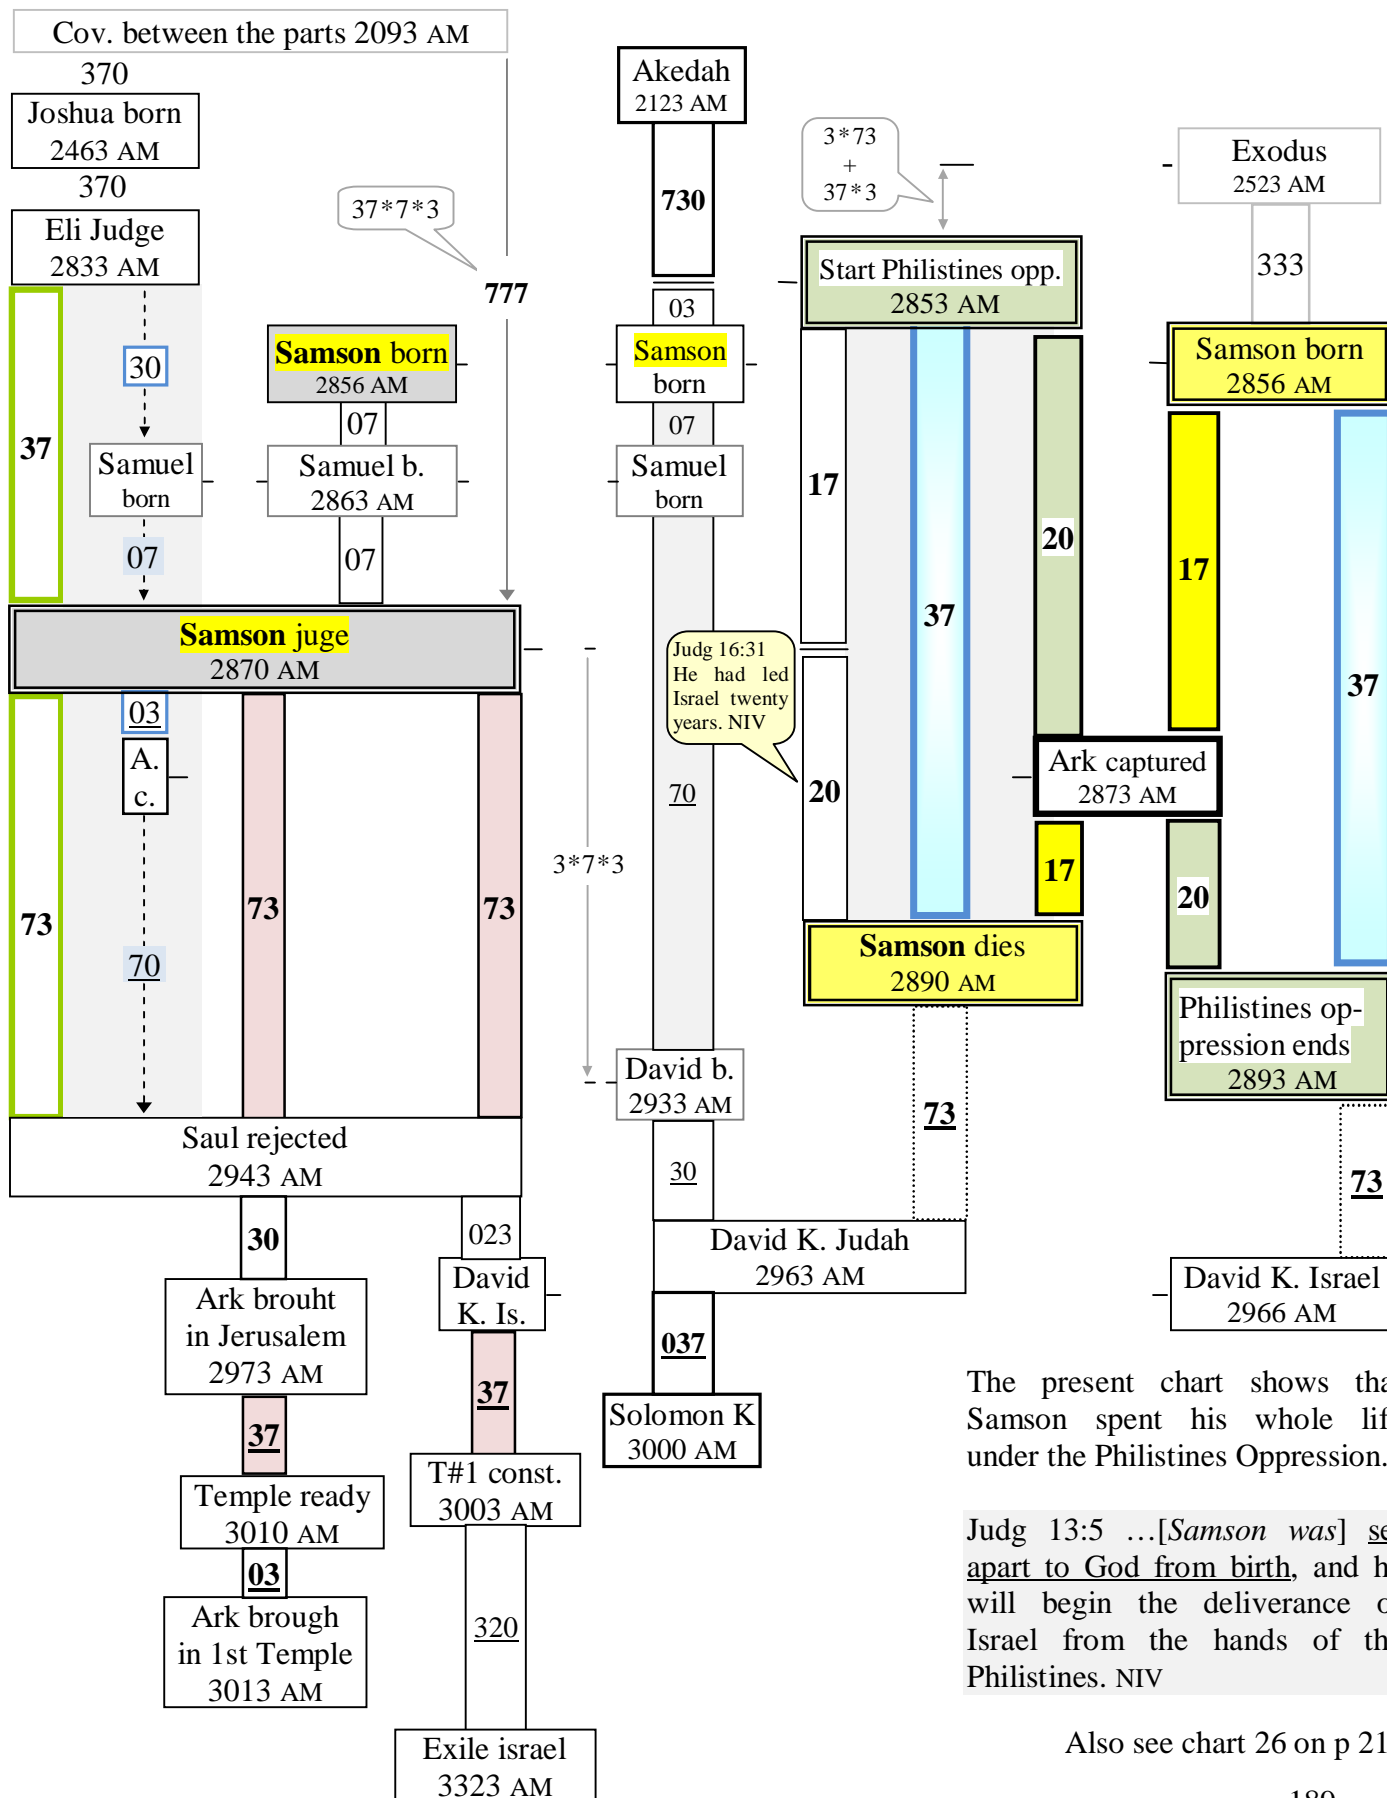 Cov. between the parts 2093 AM
370
Joshua born
2463 AM
370
Eli Judge
2833 AM
37
30
Samuel
born
07
37*7*3
777
Samson born
2856 AM
07
Samuel b.
2863 AM
07
Samson juge
2870 AM
73
03
A.
c.
70
73
73
3*7*3
Saul rejected
2943 AM
30
Ark brouht
in Jerusalem
2973 AM
37
Temple ready
3010 AM
03
Ark brough
in 1st Temple
3013 AM
023
David
K. Is.
37
T#1 const.
3003 AM
320
Exile israel
3323 AM
Akedah
2123 AM
730
03
Samson
born
07
Samuel
born
70
David b.
2933 AM
30
David K. Judah
2963 AM
037
Solomon K
3000 AM
3*73
+
37*3
Start Philistines opp.
2853 AM
17
37
20
Judg 16:31
He had led
Israel twenty
years. NIV
20
Ark captured
2873 AM
17
Samson dies
2890 AM
73
Exodus
2523 AM
333
Samson born
2856 AM
17
37
20
Philistines op-
pression ends
2893 AM
73
David K. Israel
2966 AM
The present chart shows tha
Samson spent his whole lif
under the Philistines Oppression.
Judg 13:5 …[Samson was] se
apart to God from birth, and h
will begin the deliverance o
Israel from the hands of th
Philistines. NIV
Also see chart 26 on p 21